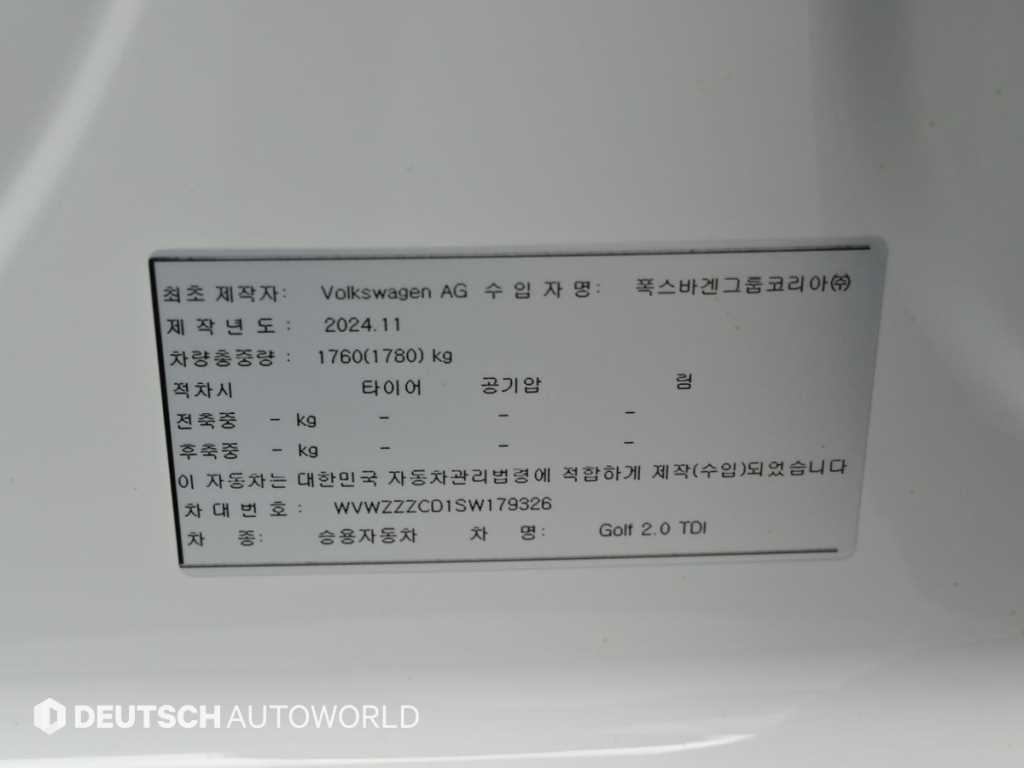 최초 제작자: Volkswagen AG 수 입 자 명: 폭스바겐그룹코리아㈜
제 작 년 도 : 2024.11
차량총중량 : 1760(1780) kg
적차시 타이어 공기압 림
전축중 - kg - - -
후축중 - kg - - -
이 자동차는 대한민국 자동차관리법령에 적합하게 제작(수입)되었습니다
차 대 번 호 : WVWZZZCD1SW179326
차 종: 승용자동차 차 명: Golf 2.0 TDI
DEUTSCH AUTOWORLD